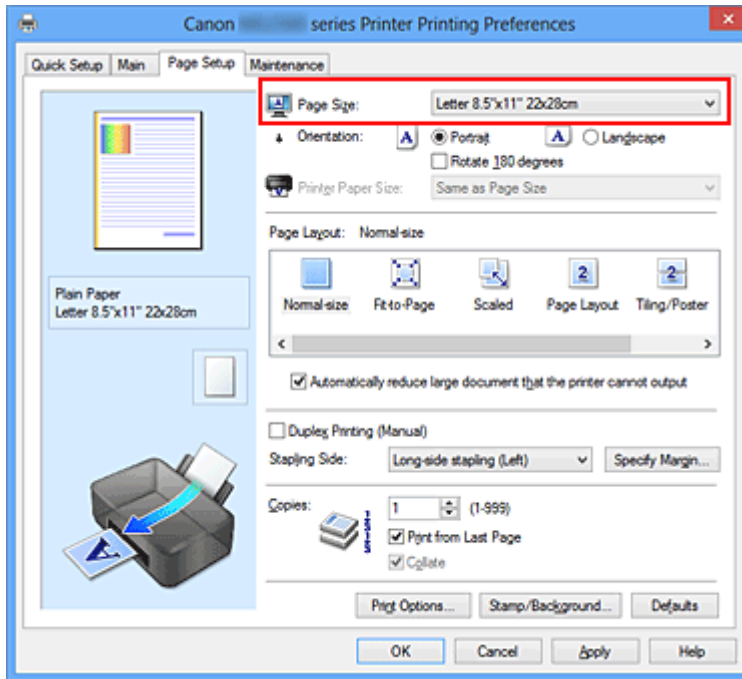 Canon series Printer Printing Preferences
Quick Setup Main Page Setup Maintenance
Page Size: Letter 8.5"x11" 22x28cm
Orientation: A Portrait A Landscape
Rotate 180 degrees
Printer Paper Size: Same as Page Size
Page Layout: Normal-size
2 2
Normal-size Fit-to-Page Scaled Page Layout Tiling/Poster
Plain Paper
Letter 8.5"x11" 22x28cm
Automatically reduce large document that the printer cannot output
Duplex Printing (Manual)
Stapling Side: Long-side stapling (Left) Specify Margin...
Copies: 1 (1-999)
Print from Last Page
Collate
A
Print Options... Stamp/Background... Defaults
OK Cancel Apply Help